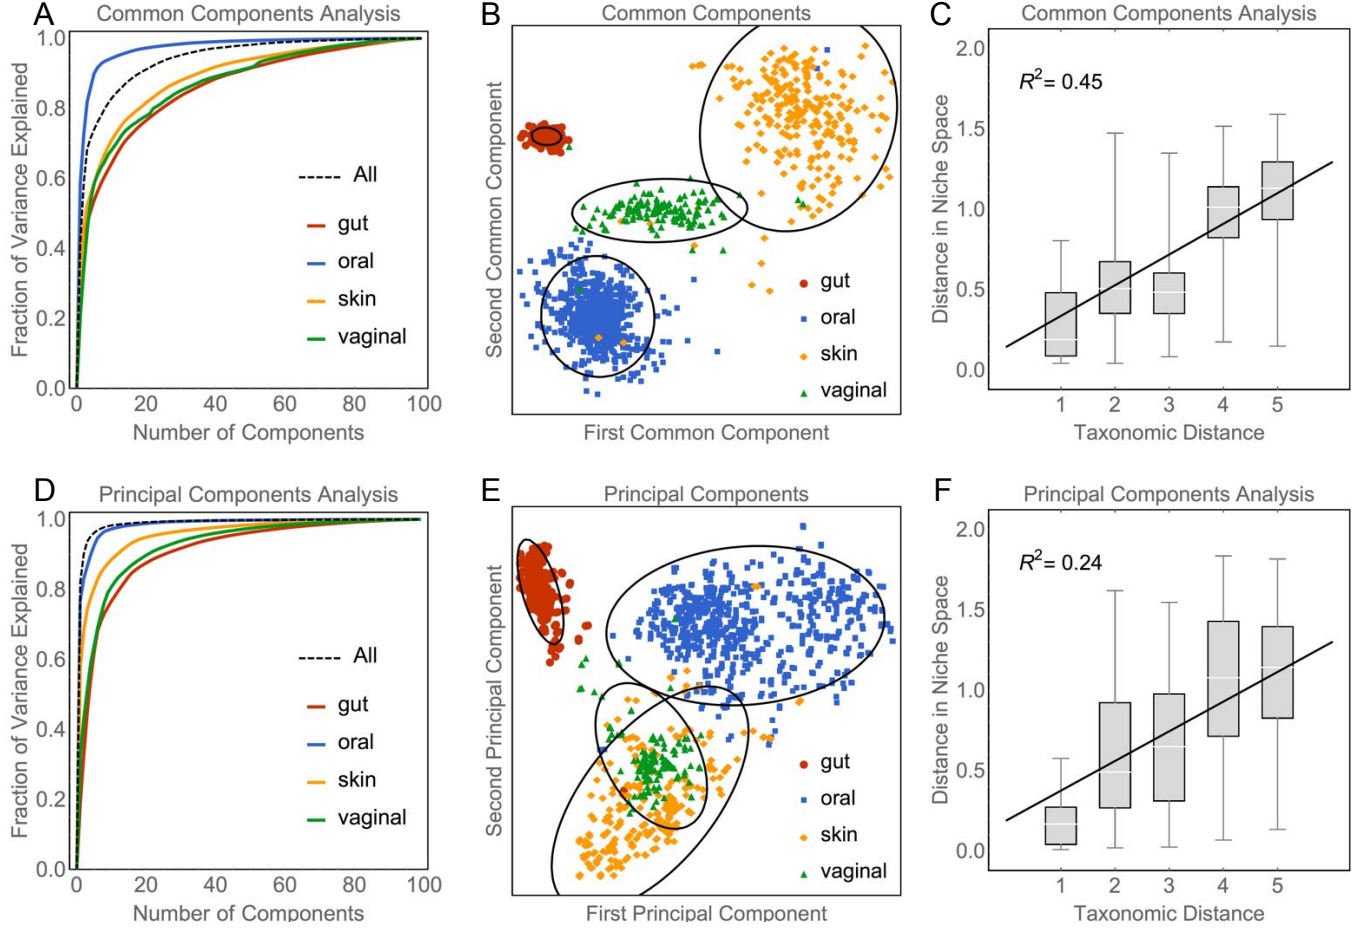 A
Common Components Analysis
Fraction of Variance Explained
1.0
0.8
0.6
0.4
0.2
0.0
All
gut
oral
skin
vaginal
0
20
40
60
80
100
Number of Components
B
Common Components
Second Common Component
gut
oral
skin
vaginal
First Common Component
C
Common Components Analysis
Distance in Niche Space
2.0
1.5
1.0
0.5
0.0
R² = 0.45
1
2
3
4
5
Taxonomic Distance
D
Principal Components Analysis
Fraction of Variance Explained
1.0
0.8
0.6
0.4
0.2
0.0
All
gut
oral
skin
vaginal
0
20
40
60
80
100
Number of Components
E
Principal Components
Second Principal Component
gut
oral
skin
vaginal
First Principal Component
F
Principal Components Analysis
Distance in Niche Space
2.0
1.5
1.0
0.5
0.0
R² = 0.24
1
2
3
4
5
Taxonomic Distance